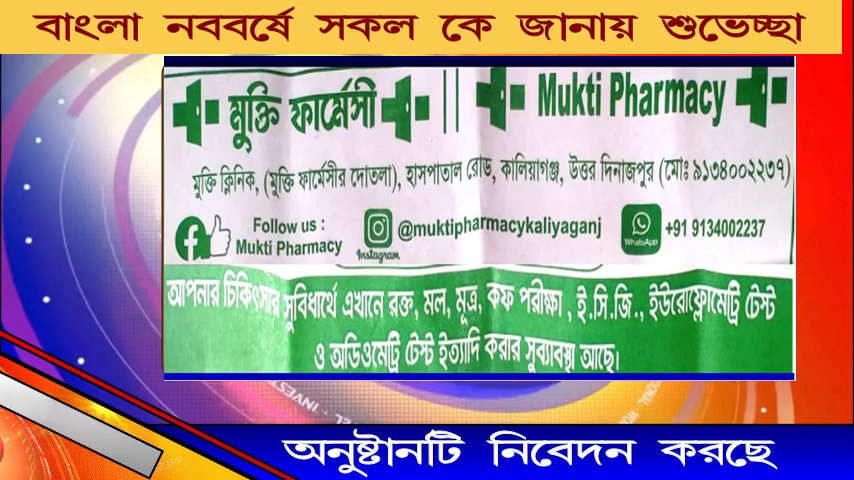 বাংলা নববর্ষে সকল কে জানায় শুভেচ্ছা
মুক্তি ফার্মেসী || Mukti Pharmacy
মুক্তি ক্লিনিক, (মুক্তি ফার্মেসীর দোতলা), হাসপাতাল রোড, কালিয়াগঞ্জ, উত্তর দিনাজপুর (মোঃ ৯১৩৪০০২২৩৭)
Follow us :
Mukti Pharmacy
Instagram
@muktipharmacykaliyaganj
WhatsApp
+91 9134002237
আপনার চিকিৎসার সুবিধার্থে এখানে রক্ত, মল, মূত্র, কফ পরীক্ষা, ই.সি.জি., ইউরোফ্লোমেট্রি টেস্ট
ও অডিওমেট্রি টেস্ট ইত্যাদি করার সুব্যাবস্থা আছে।
অনুষ্টানটি নিবেদন করছে